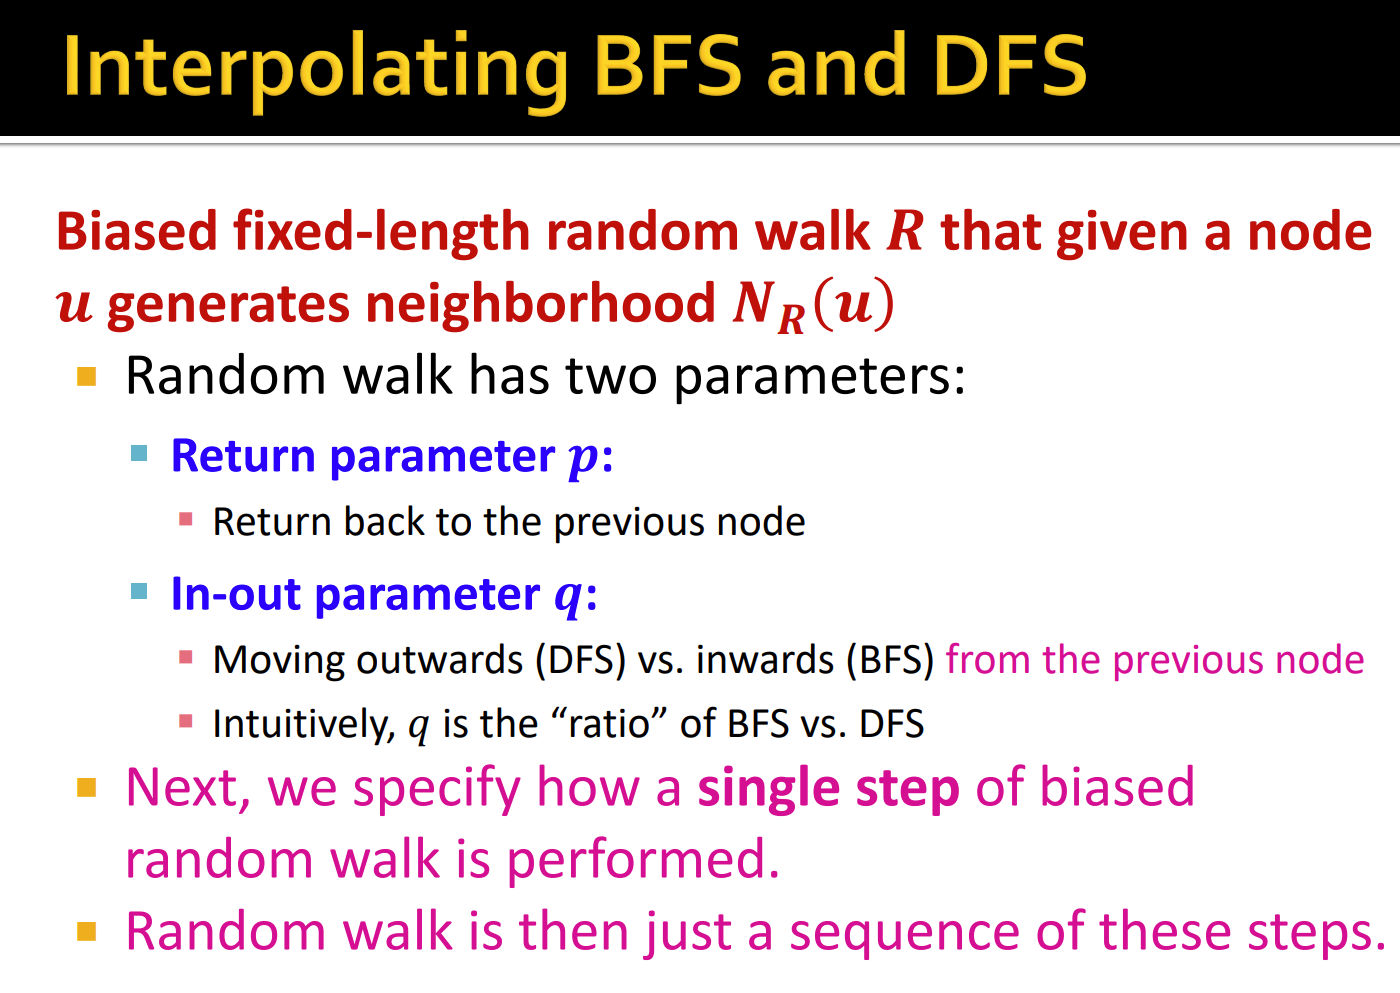 Interpolating BFS and DFS
Biased fixed-length random walk R that given a node
u generates neighborhood N_R(u)
Random walk has two parameters:
Return parameter p:
Return back to the previous node
In-out parameter q:
Moving outwards (DFS) vs. inwards (BFS) from the previous node
Intuitively, q is the “ratio” of BFS vs. DFS
Next, we specify how a single step of biased
random walk is performed.
Random walk is then just a sequence of these steps.